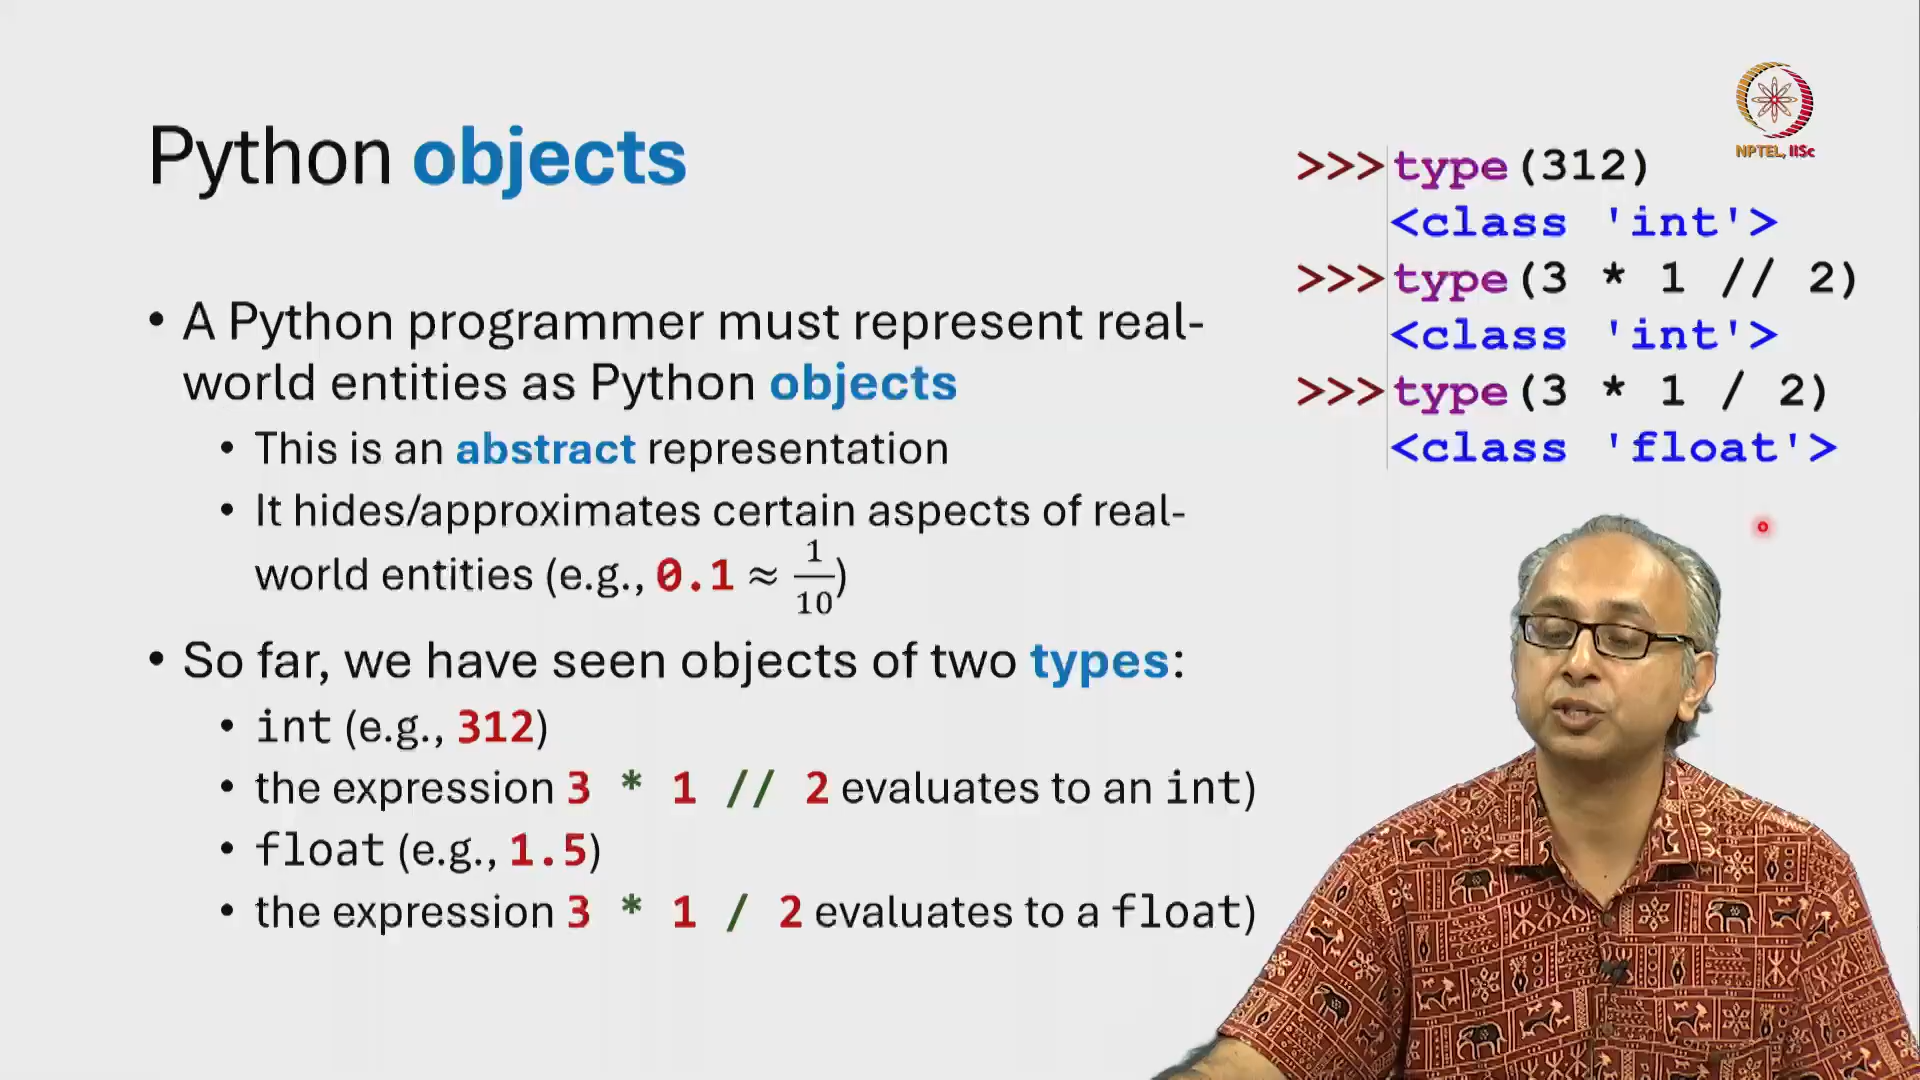 Python objects
• A Python programmer must represent real-
world entities as Python objects
• This is an abstract representation
• It hides/approximates certain aspects of real-
world entities (e.g., 0.1 ≈ 1/10)
• So far, we have seen objects of two types:
• int (e.g., 312)
• the expression 3 * 1 // 2 evaluates to an int)
• float (e.g., 1.5)
• the expression 3 * 1 / 2 evaluates to a float)
NPTEL, IISc
>>> type(312)
<class 'int'>
>>> type(3 * 1 // 2)
<class 'int'>
>>> type(3 * 1 / 2)
<class 'float'>